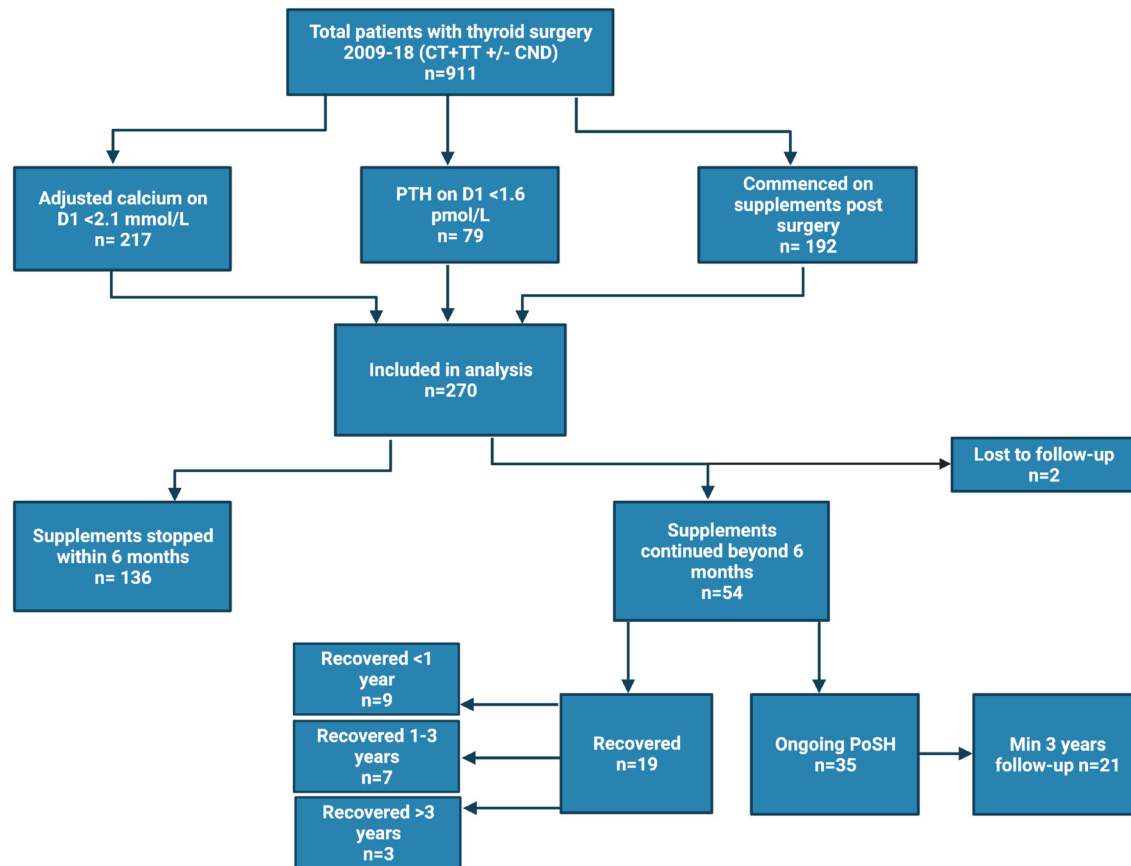 Total patients with thyroid surgery
2009-18 (CT+TT +/- CND)
n=911
Adjusted calcium on
D1 <2.1 mmol/L
n= 217
PTH on D1 <1.6
pmol/L
n= 79
Commenced on
supplements post
surgery
n= 192
Included in analysis
n=270
Lost to follow-up
n=2
Supplements stopped
within 6 months
n= 136
Supplements
continued beyond 6
months
n=54
Recovered <1
year
n=9
Recovered 1-3
years
n=7
Recovered >3
years
n=3
Recovered
n=19
Ongoing PoSH
n=35
Min 3 years
follow-up n=21